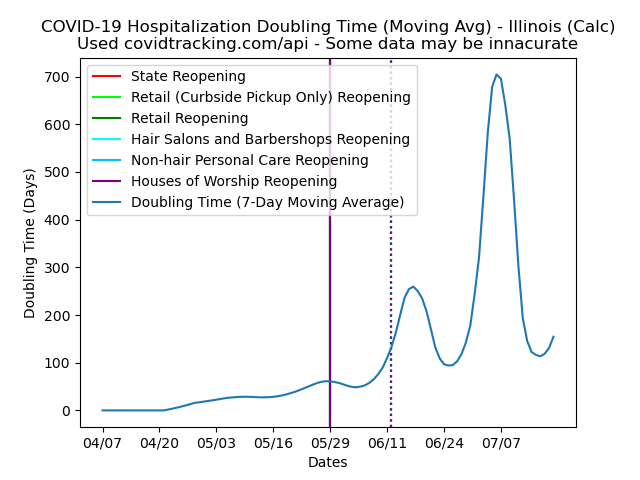 COVID-19 Hospitalization Doubling Time (Moving Avg) - Illinois (Calc)
Used covidtracking.com/api - Some data may be innacurate
State Reopening
Retail (Curbside Pickup Only) Reopening
Retail Reopening
Hair Salons and Barbershops Reopening
Non-hair Personal Care Reopening
Houses of Worship Reopening
Doubling Time (7-Day Moving Average)
Doubling Time (Days)
700
600
500
400
300
200
100
0
04/07 04/20 05/03 05/16 05/29 06/11 06/24 07/07
Dates